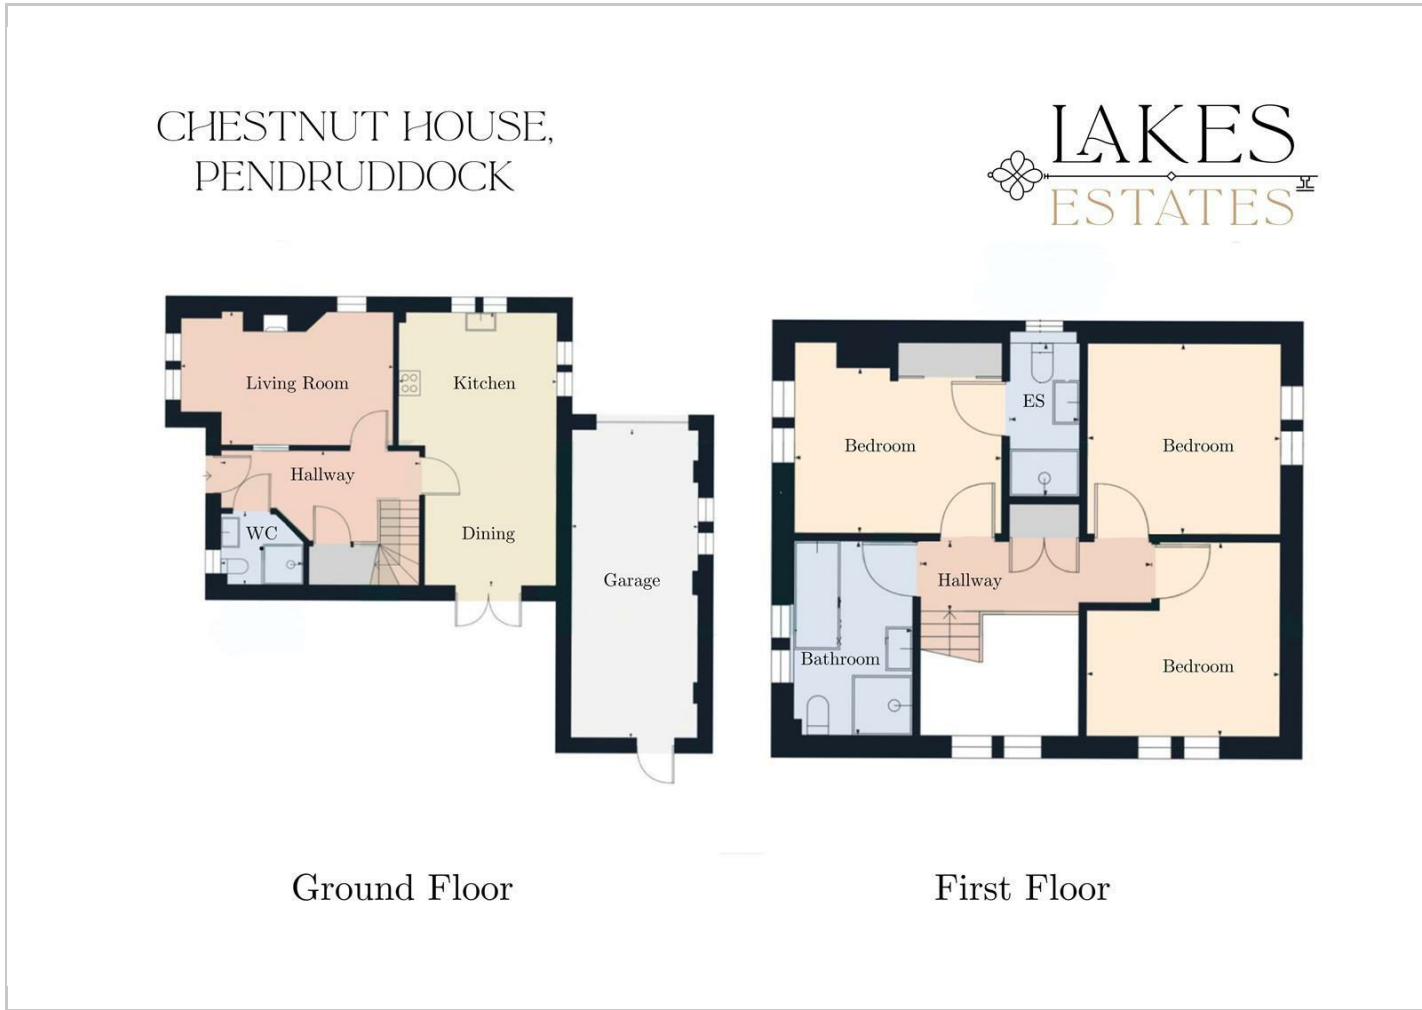 CHESTNUT HOUSE,
PENDRUDDOCK
LAKES
ESTATES
Living Room
Kitchen
Hallway
WC
Dining
Garage
ES
Bedroom
Bedroom
Hallway
Bathroom
Bedroom
Ground Floor
First Floor